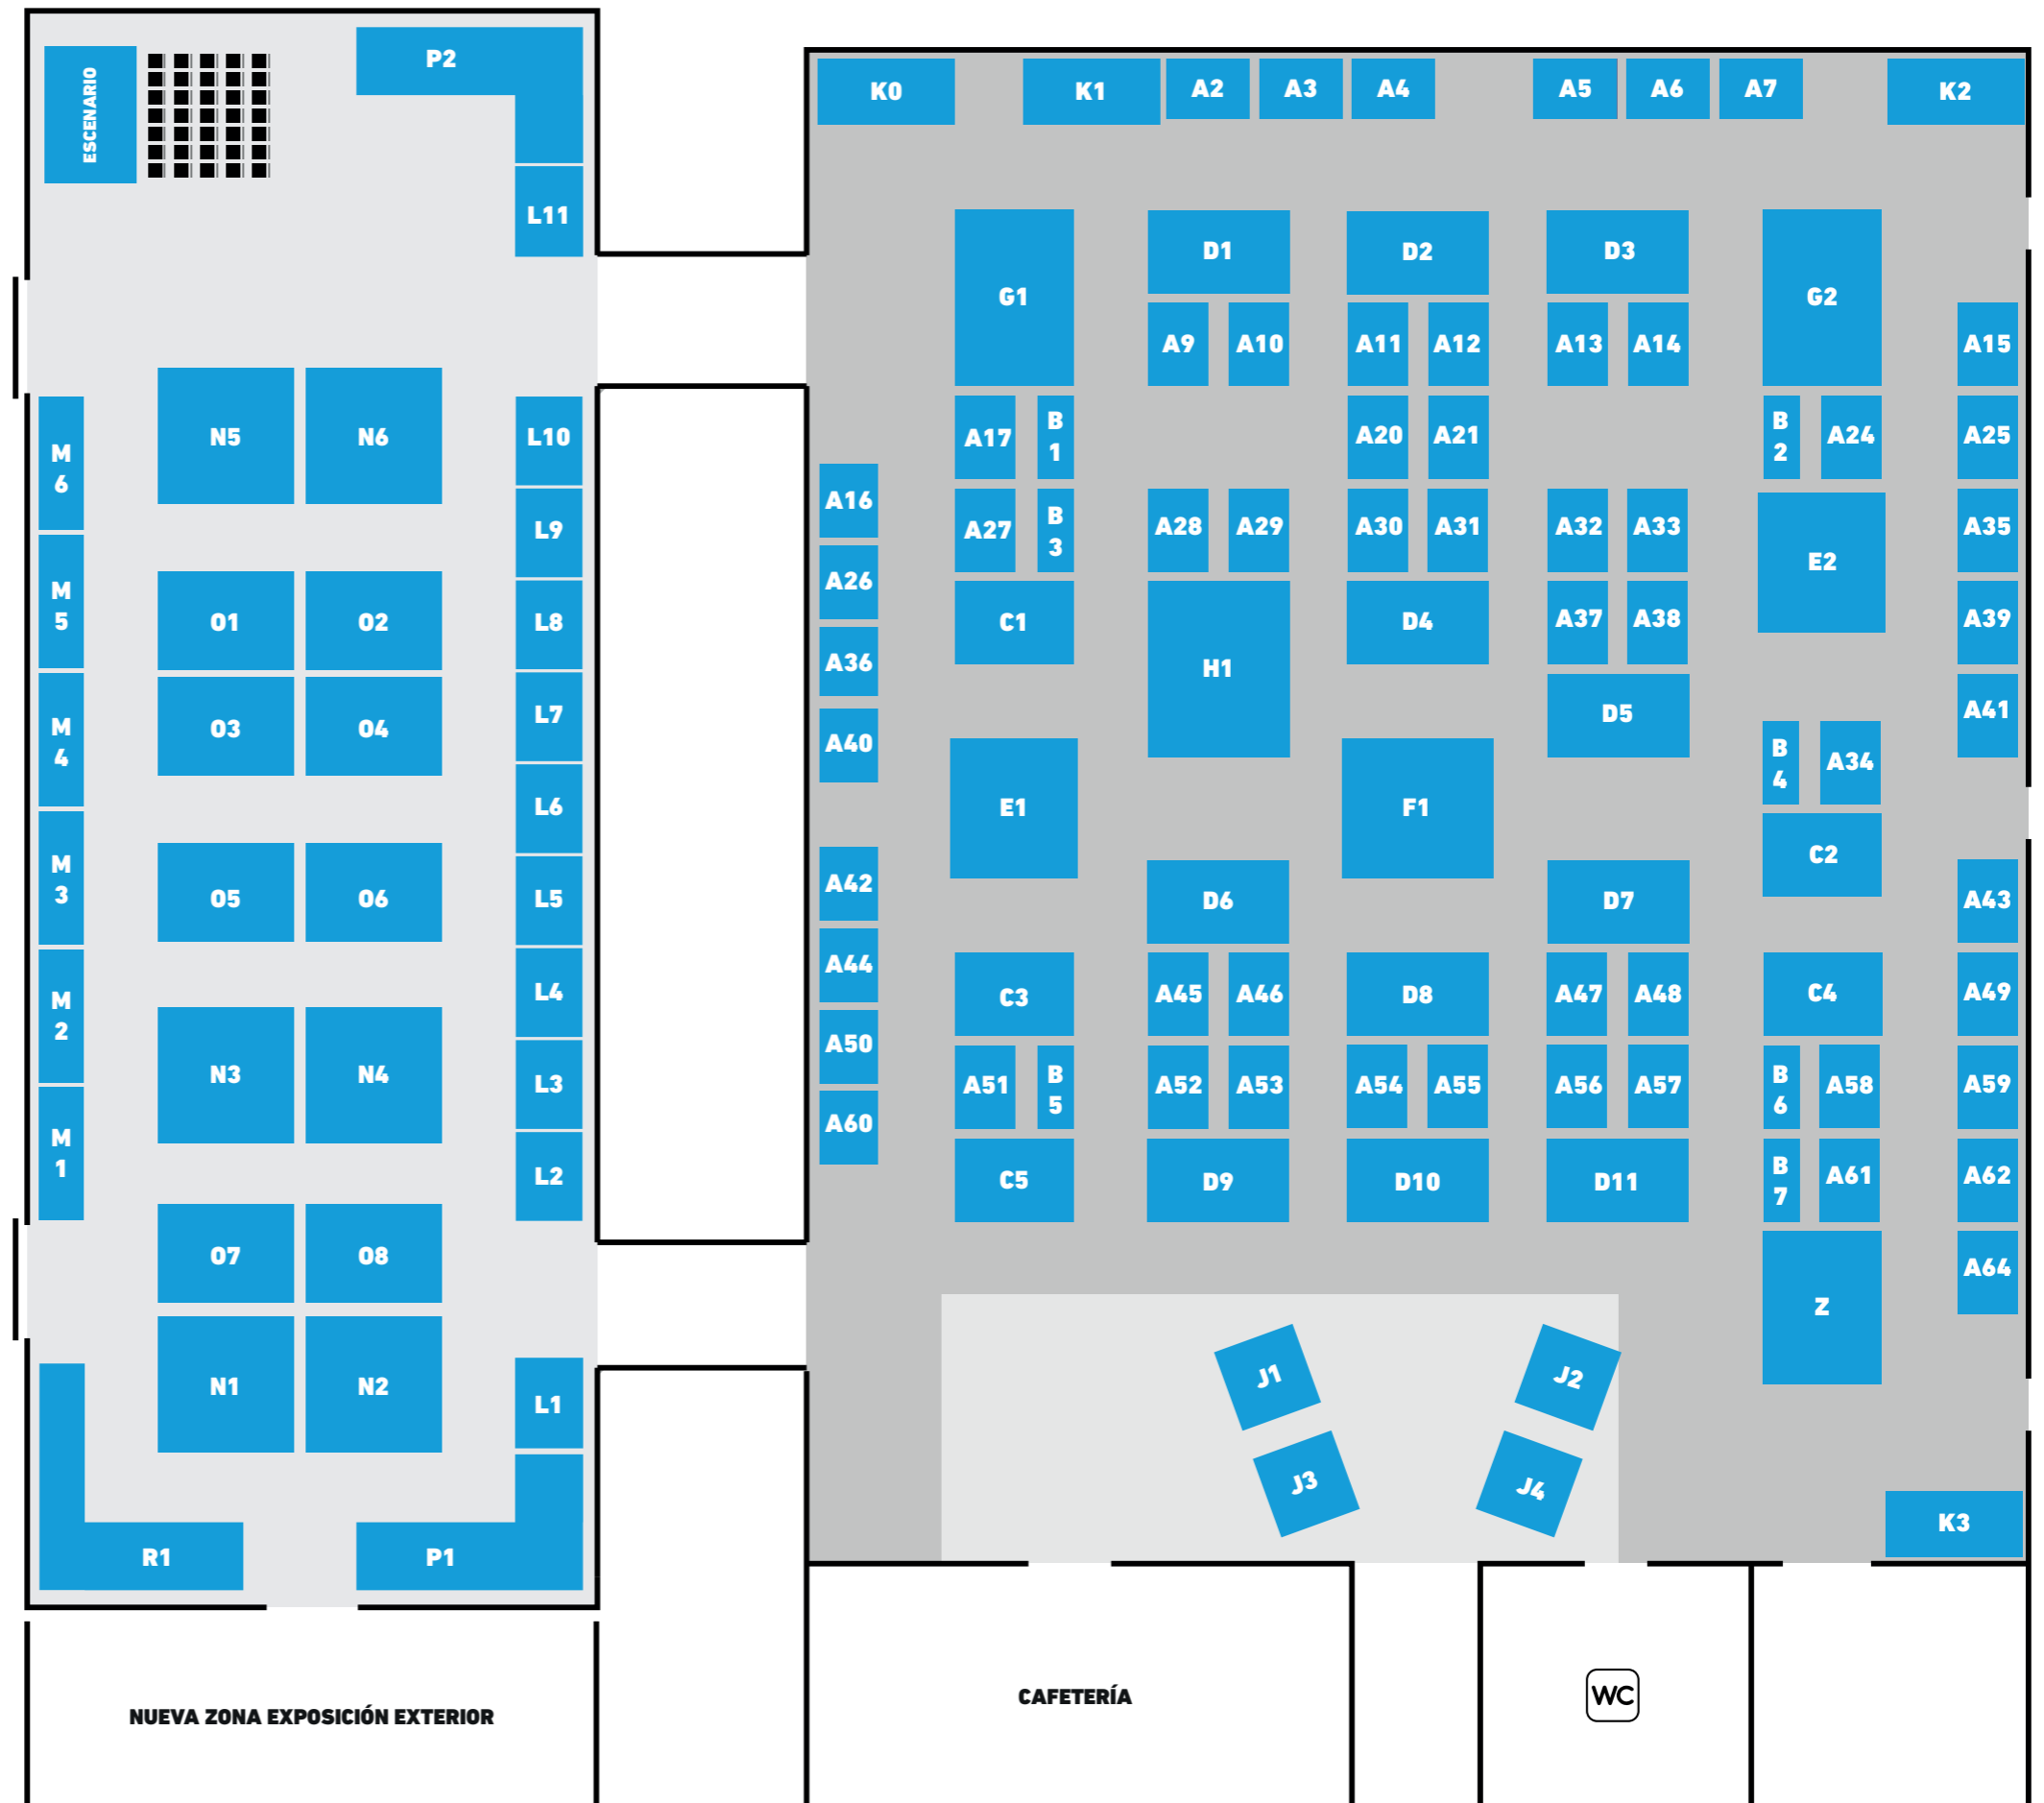 P2
ESCENARIO
L11
N5
N6
L10
M
6
L9
M
5
O1
O2
L8
O3
O4
L7
M
4
L6
M
3
O5
O6
L5
L4
M
2
N3
N4
L3
M
1
L2
O7
O8
N1
N2
L1
R1
P1
NUEVA ZONA EXPOSICIÓN EXTERIOR
K0
K1
A2
A3
A4
A5
A6
A7
K2
G1
D1
D2
D3
G2
A9
A10
A11
A12
A13
A14
A15
A17
B
1
A20
A21
B
2
A24
A25
A16
A27
B
3
A28
A29
A30
A31
A32
A33
E2
A35
A26
C1
H1
D4
A37
A38
A39
A36
D5
A41
A40
B
4
A34
E1
F1
C2
A42
D6
D7
A43
A44
C3
A45
A46
D8
A47
A48
C4
A49
A50
A51
B
5
A52
A53
A54
A55
A56
A57
B
6
A58
A59
A60
C5
D9
D10
D11
B
7
A61
A62
A64
Z
J1
J2
J3
J4
K3
CAFETERÍA
WC